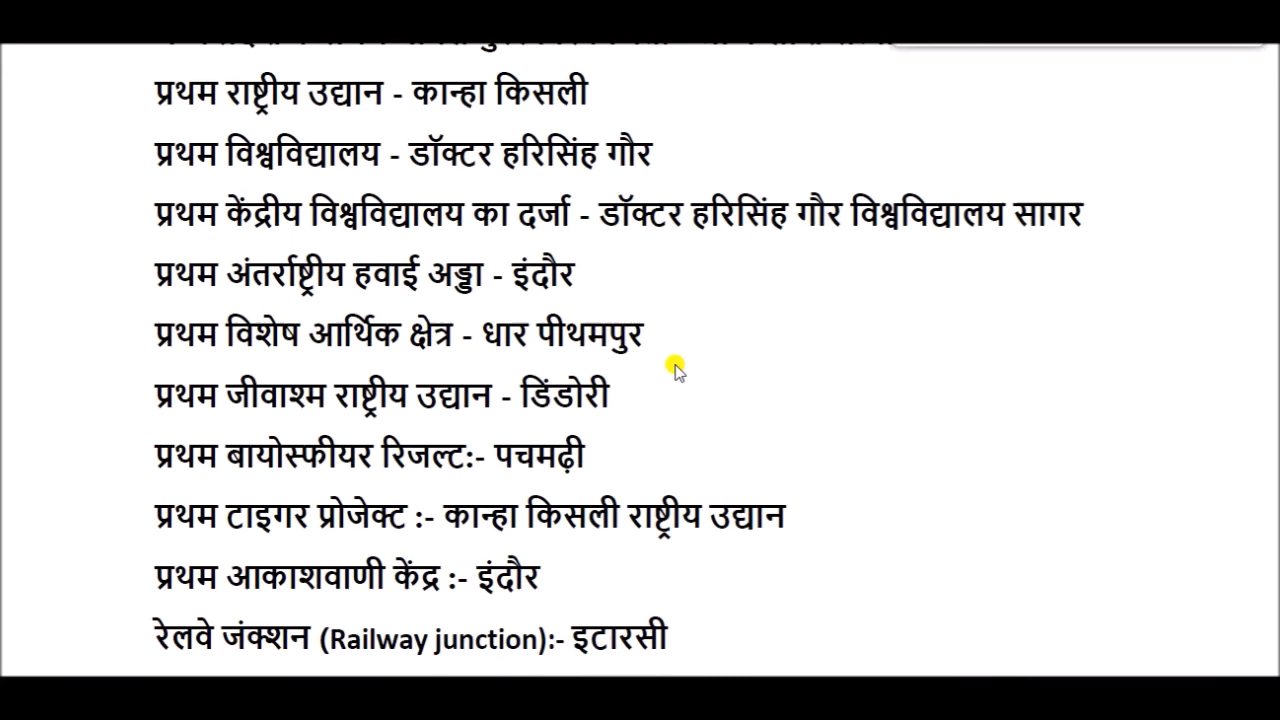 प्रथम राष्ट्रीय उद्यान - कान्हा किसली
प्रथम विश्वविद्यालय - डॉक्टर हरिसिंह गौर
प्रथम केंद्रीय विश्वविद्यालय का दर्जा - डॉक्टर हरिसिंह गौर विश्वविद्यालय सागर
प्रथम अंतर्राष्ट्रीय हवाई अड्डा - इंदौर
प्रथम विशेष आर्थिक क्षेत्र - धार पीथमपुर
प्रथम जीवाश्म राष्ट्रीय उद्यान - डिंडोरी
प्रथम बायोस्फीयर रिजल्ट:- पचमढ़ी
प्रथम टाइगर प्रोजेक्ट :- कान्हा किसली राष्ट्रीय उद्यान
प्रथम आकाशवाणी केंद्र :- इंदौर
रेलवे जंक्शन (Railway junction):- इटारसी